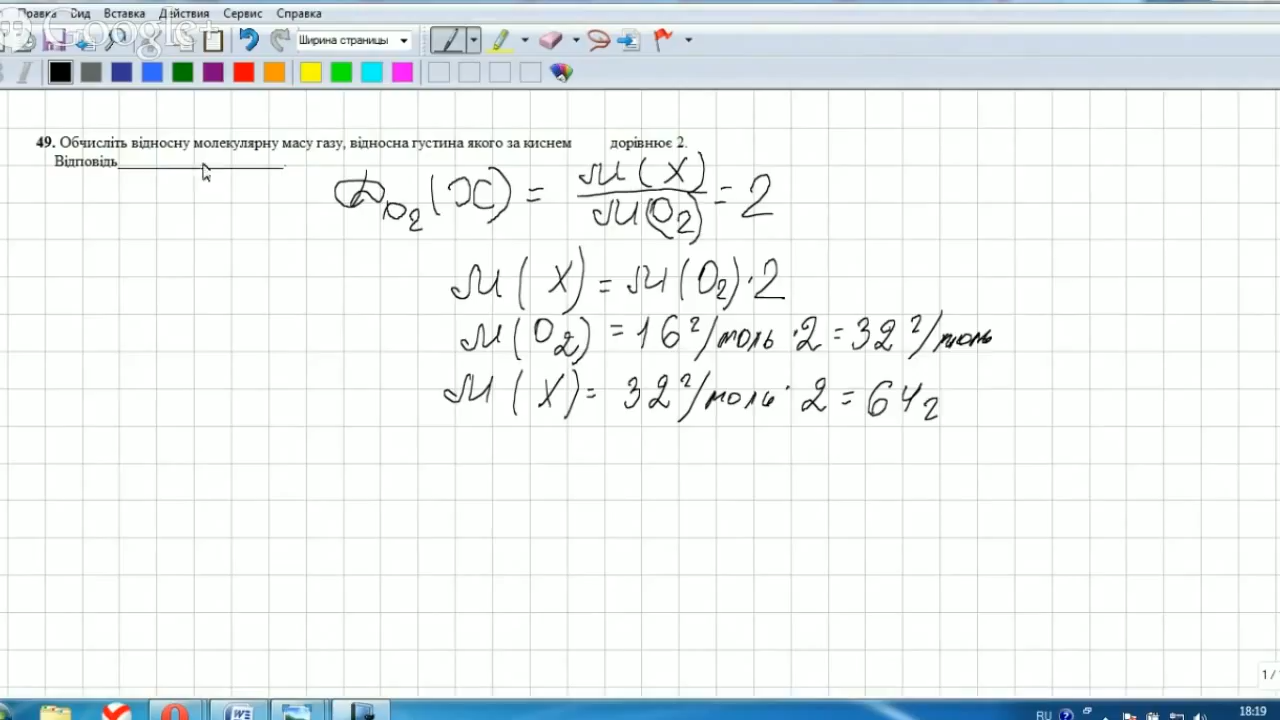 Правка Вид Вставка Действия Сервис Справка
Google+
Ширина страницы
49. Обчисліть відносну молекулярну масу газу, відносна густина якого за киснем дорівнює 2.
Відповідь
D O2 (X) = M(X) / M(O2) = 2
M(X) = M(O2) · 2
M(O2) = 16 г/моль · 2 = 32 г/моль
M(X) = 32 г/моль · 2 = 64 г
1 /
RU 18:19